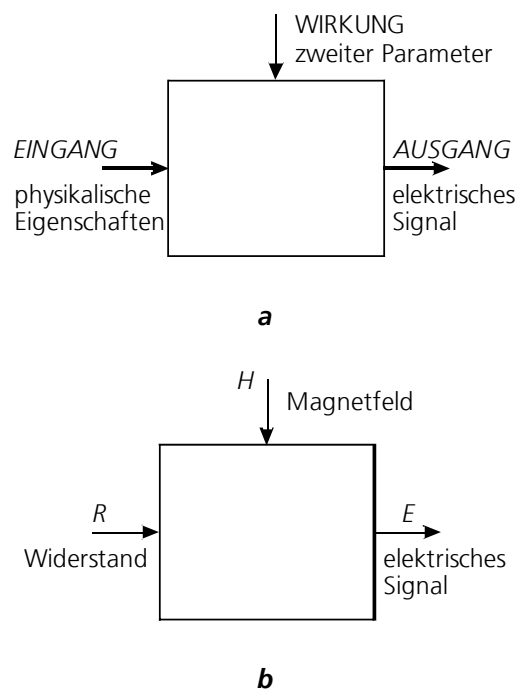 WIRKUNG
zweiter Parameter
EINGANG
physikalische
Eigenschaften
AUSGANG
elektrisches
Signal
a
H
Magnetfeld
R
Widerstand
E
elektrisches
Signal
b